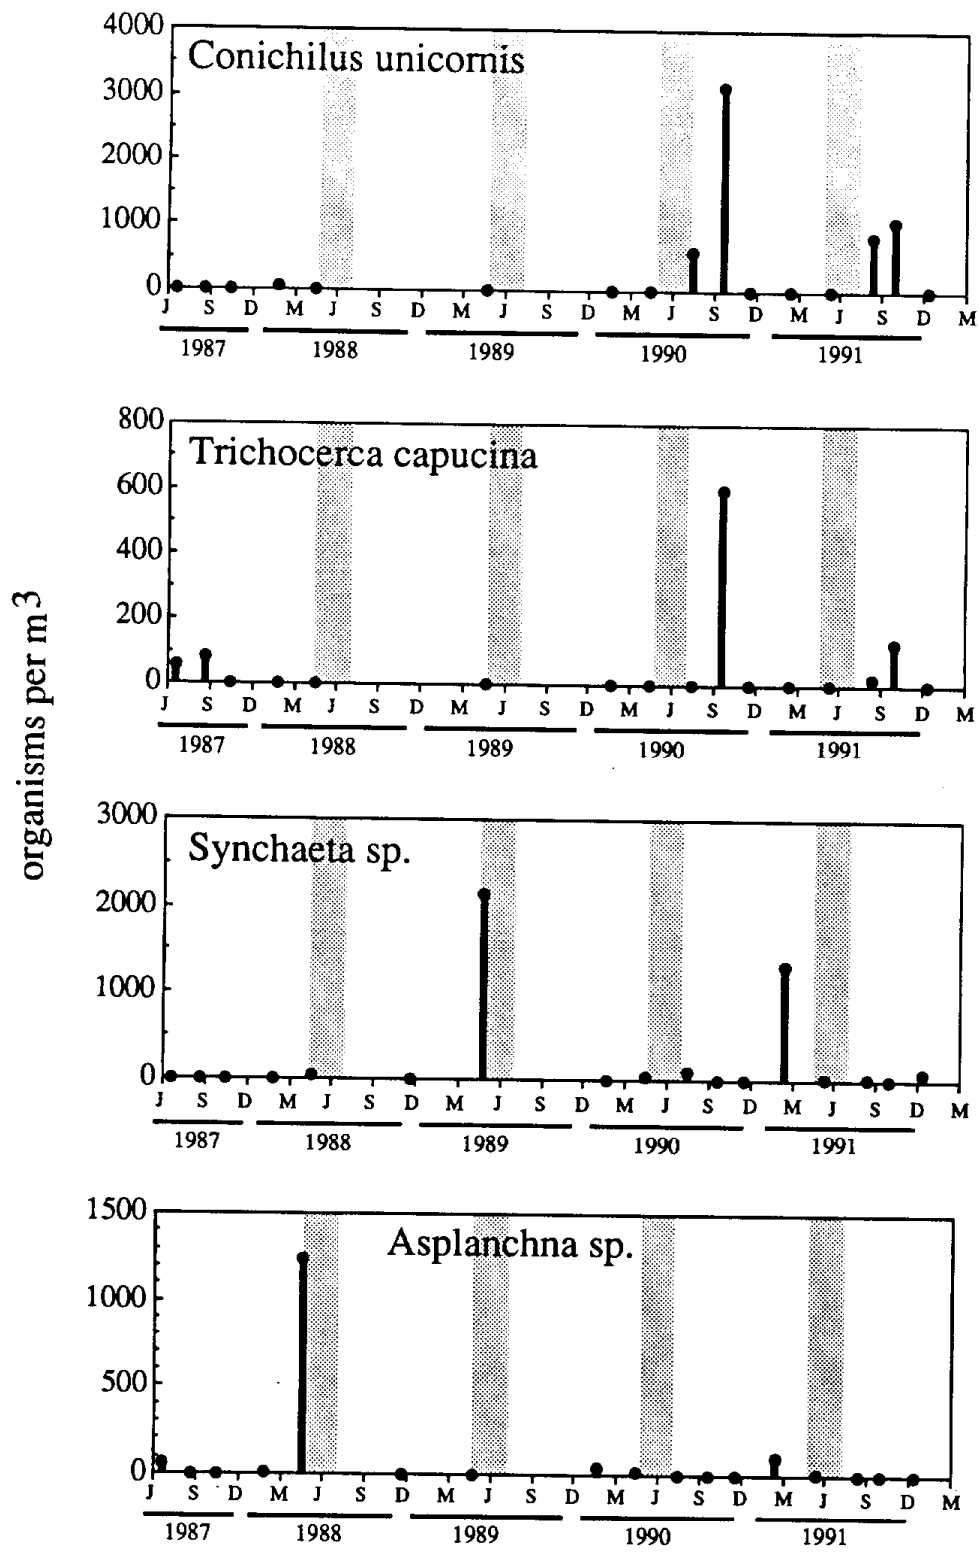 4000
Conichilus unicornis
3000
2000
1000
0
J S D M J S D M J S D M J S D M J S D M
1987 1988 1989 1990 1991
800
Trichocerca capucina
600
400
200
0
J S D M J S D M J S D M J S D M J S D M
1987 1988 1989 1990 1991
organisms per m3
3000
Synchaeta sp.
2000
1000
0
J S D M J S D M J S D M J S D M J S D M
1987 1988 1989 1990 1991
1500
Asplanchna sp.
1000
500
0
J S D M J S D M J S D M J S D M J S D M
1987 1988 1989 1990 1991